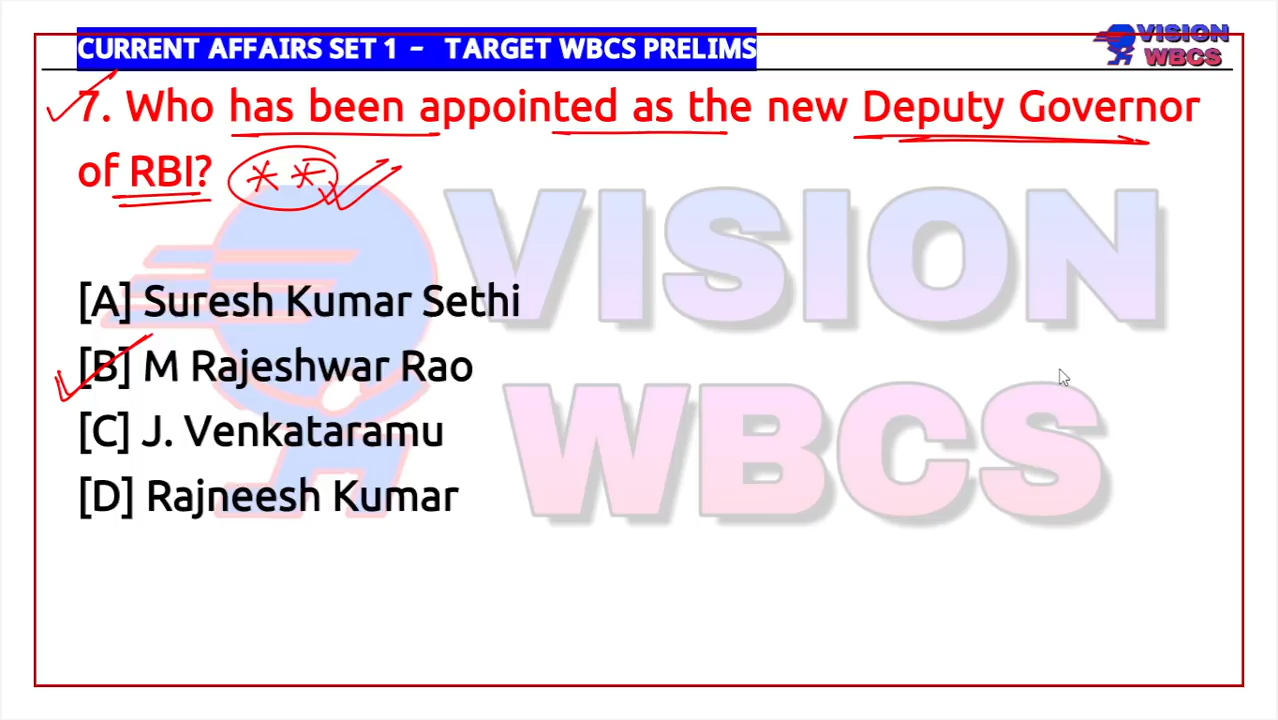 CURRENT AFFAIRS SET 1 - TARGET WBCS PRELIMS
VISION
WBCS
7. Who has been appointed as the new Deputy Governor
of RBI? **
[A] Suresh Kumar Sethi
[B] M Rajeshwar Rao
[C] J. Venkataramu
[D] Rajneesh Kumar
VISION
WBCS